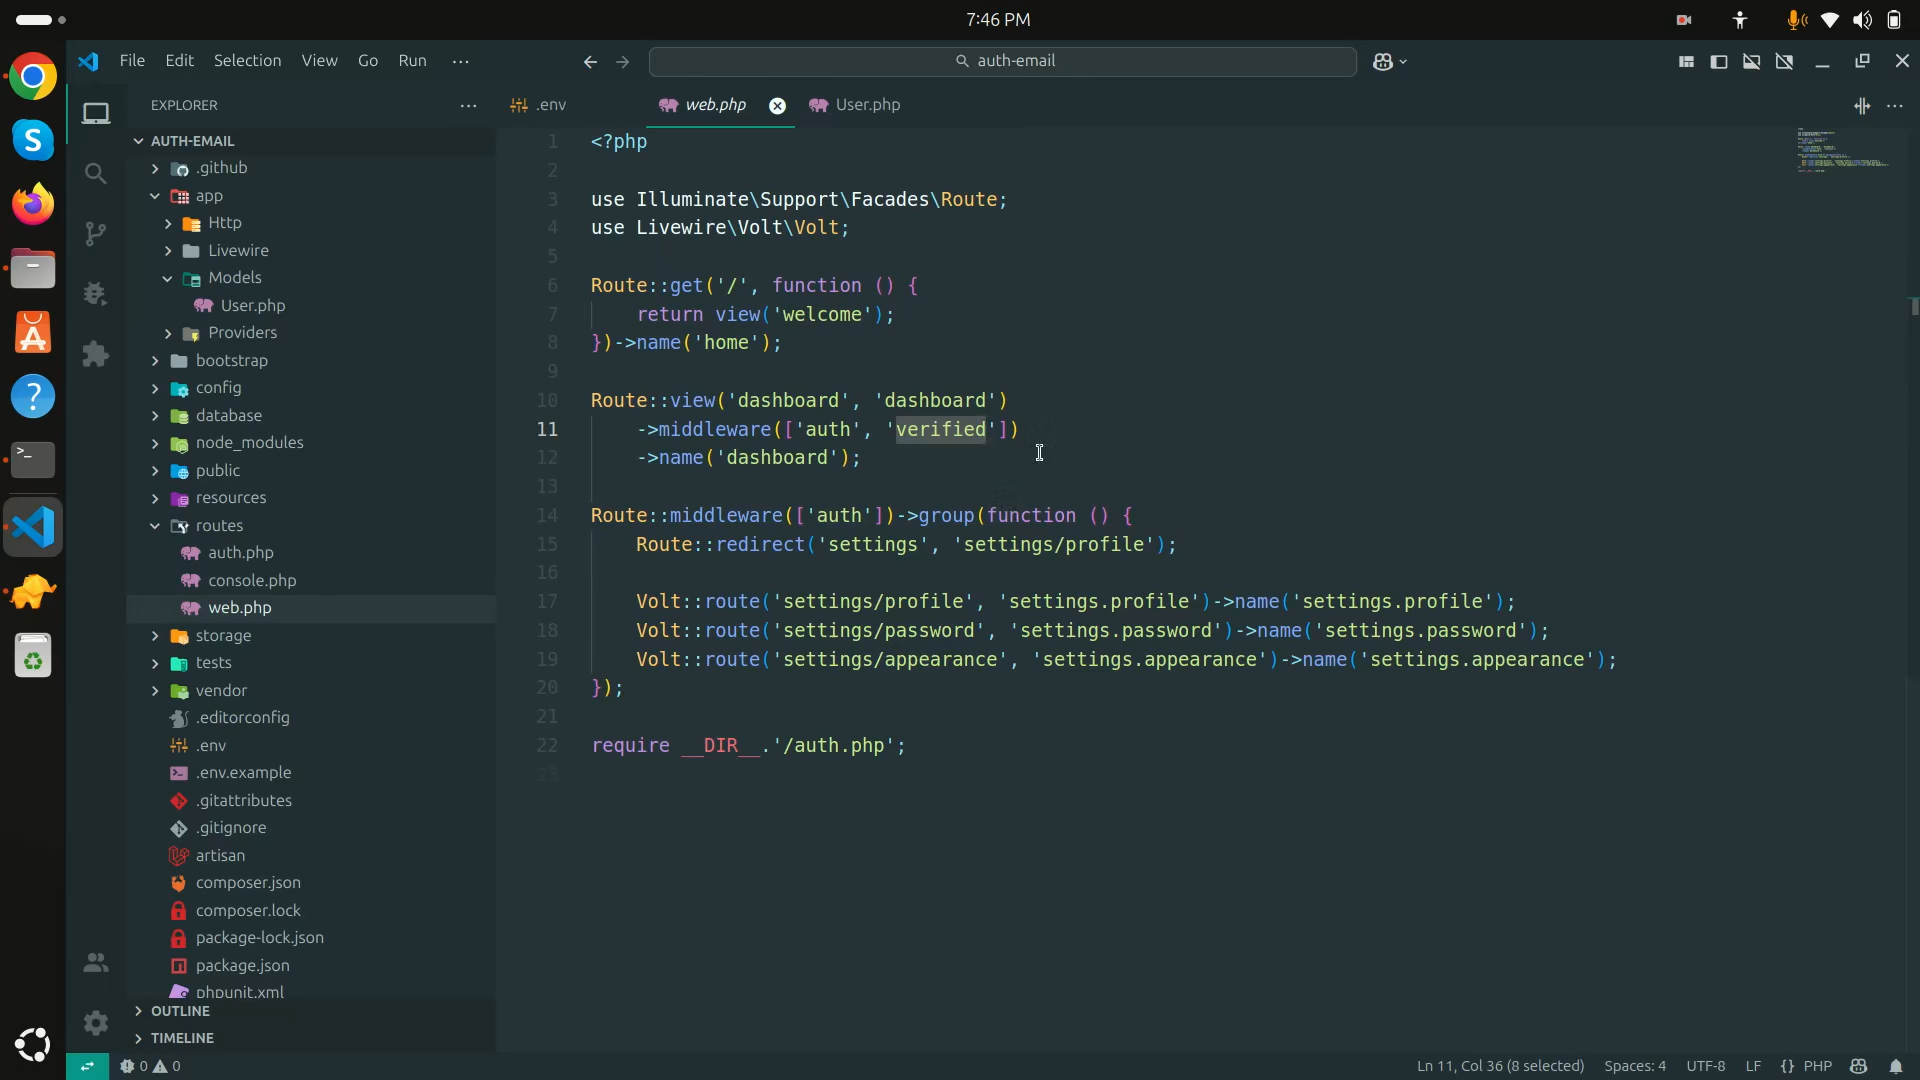 7:46 PM
File Edit Selection View Go Run ...
auth-email
EXPLORER ...
.env
web.php
User.php
AUTH-EMAIL
.github
app
Http
Livewire
Models
User.php
Providers
bootstrap
config
database
node_modules
public
resources
routes
auth.php
console.php
web.php
storage
tests
vendor
.editorconfig
.env
.env.example
.gitattributes
.gitignore
artisan
composer.json
composer.lock
package-lock.json
package.json
phpunit.xml
OUTLINE
TIMELINE
1 <?php
2
3 use Illuminate\Support\Facades\Route;
4 use Livewire\Volt\Volt;
5
6 Route::get('/', function () {
7     return view('welcome');
8 })->name('home');
9
10 Route::view('dashboard', 'dashboard')
11     ->middleware(['auth', 'verified'])
12     ->name('dashboard');
13
14 Route::middleware(['auth'])->group(function () {
15     Route::redirect('settings', 'settings/profile');
16
17     Volt::route('settings/profile', 'settings.profile')->name('settings.profile');
18     Volt::route('settings/password', 'settings.password')->name('settings.password');
19     Volt::route('settings/appearance', 'settings.appearance')->name('settings.appearance');
20 });
21
22 require __DIR__.'/auth.php';
23
0 0
Ln 11, Col 36 (8 selected) Spaces: 4 UTF-8 LF {} PHP